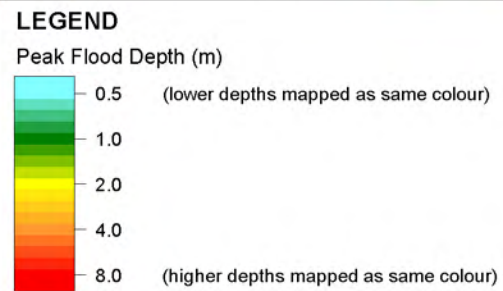 LEGEND
Peak Flood Depth (m)
0.5 (lower depths mapped as same colour)
1.0
2.0
4.0
8.0 (higher depths mapped as same colour)